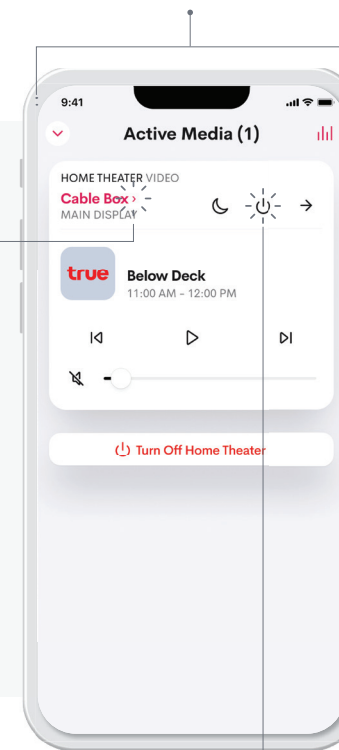 9:41
Active Media (1)
HOME THEATER VIDEO
Cable Box ›
MAIN DISPLAY
true
Below Deck
11:00 AM – 12:00 PM
Turn Off Home Theater